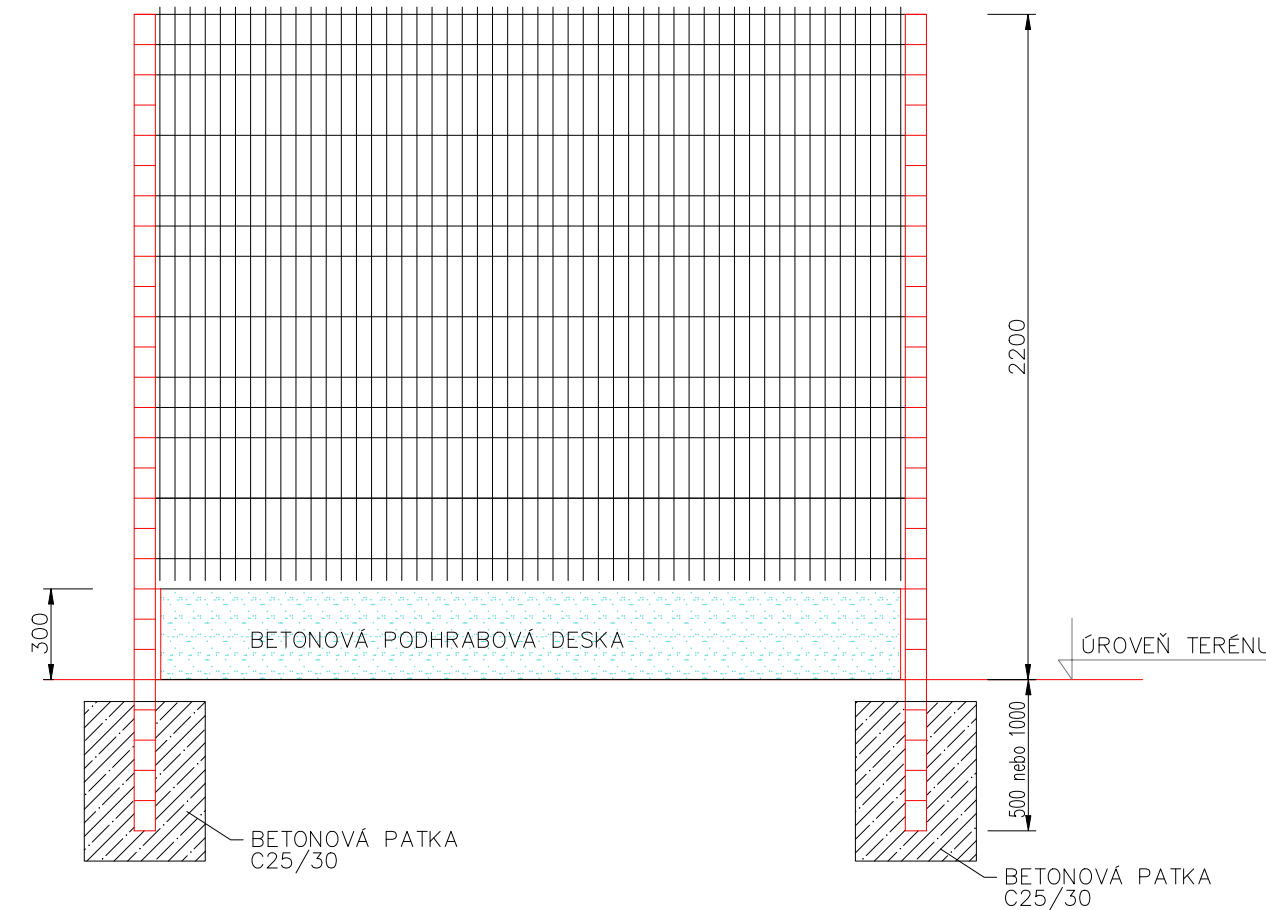 2200
300
BETONOVÁ PODHRABOVÁ DESKA
ÚROVEŇ TERÉNU
500 nebo 1000
BETONOVÁ PATKA
C25/30
BETONOVÁ PATKA
C25/30